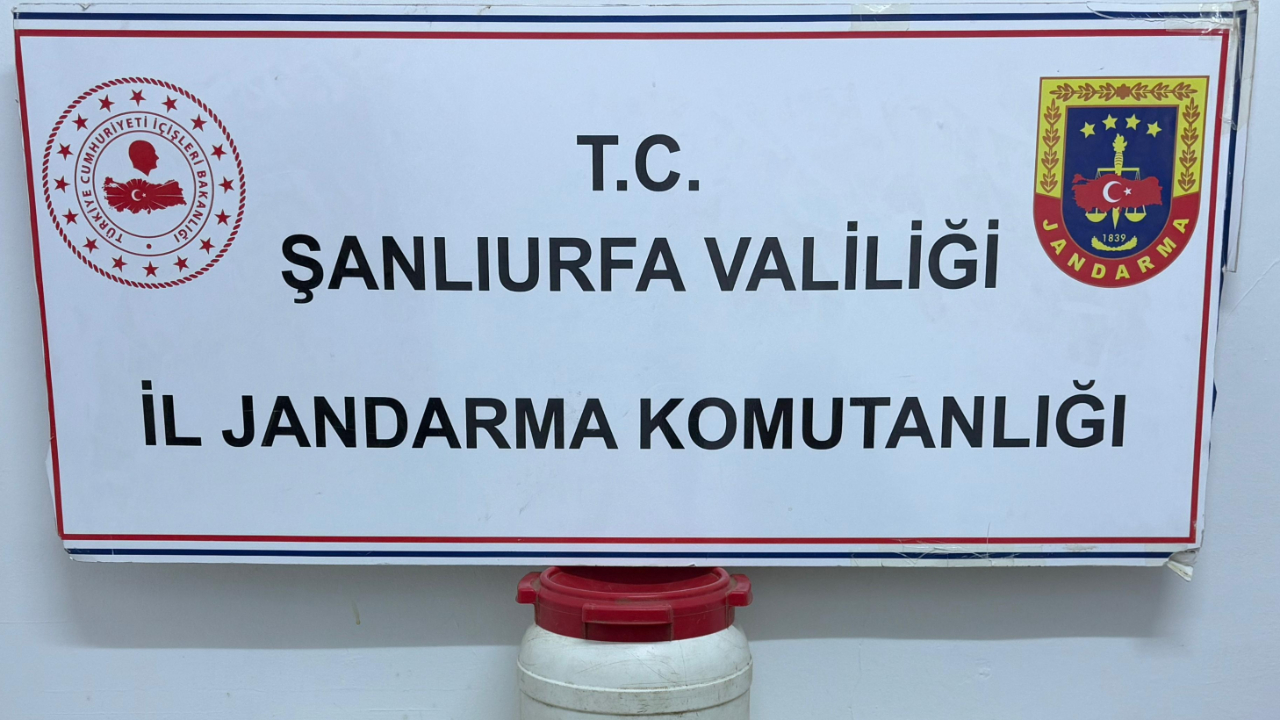 TÜRKİYE CUMHURİYETİ İÇİŞLERİ BAKANLIĞI
T.C.
ŞANLIURFA VALİLİĞİ
İL JANDARMA KOMUTANLIĞI
1839
JANDARMA